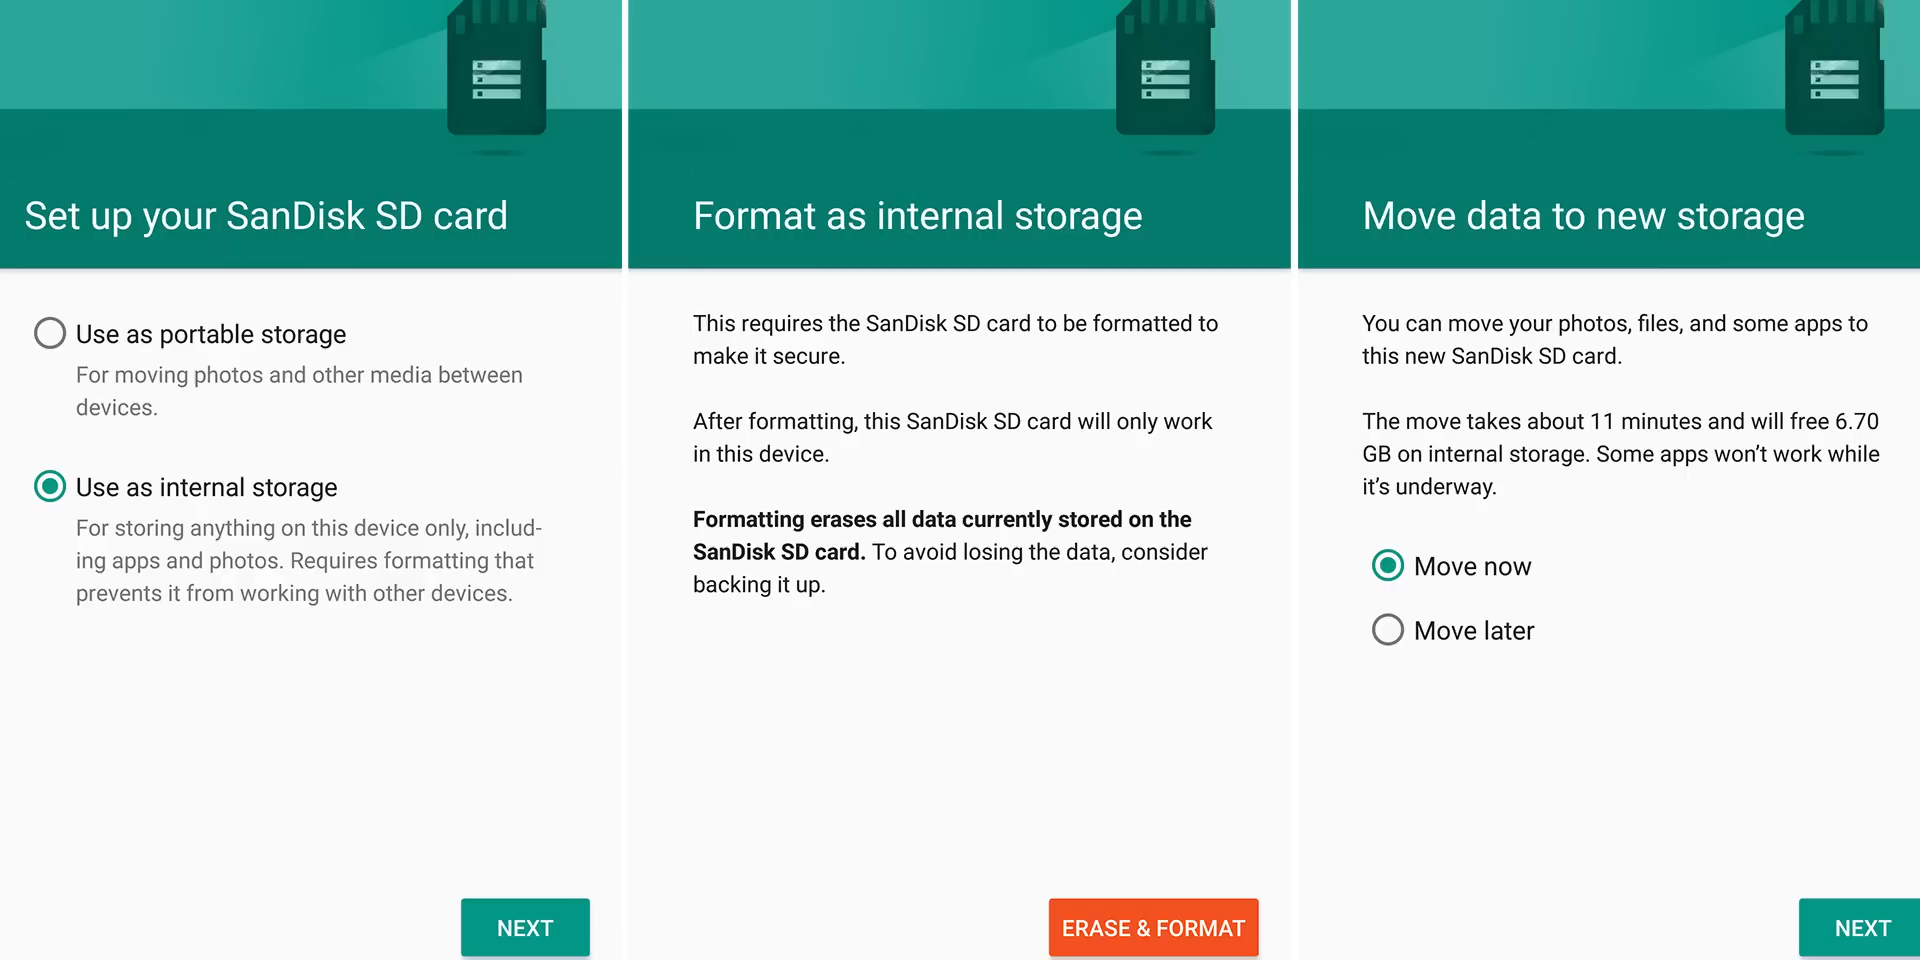 Set up your SanDisk SD card
Use as portable storage
For moving photos and other media between
devices.
Use as internal storage
For storing anything on this device only, includ-
ing apps and photos. Requires formatting that
prevents it from working with other devices.
NEXT
Format as internal storage
This requires the SanDisk SD card to be formatted to
make it secure.
After formatting, this SanDisk SD card will only work
in this device.
Formatting erases all data currently stored on the
SanDisk SD card. To avoid losing the data, consider
backing it up.
ERASE & FORMAT
Move data to new storage
You can move your photos, files, and some apps to
this new SanDisk SD card.
The move takes about 11 minutes and will free 6.70
GB on internal storage. Some apps won’t work while
it’s underway.
Move now
Move later
NEXT